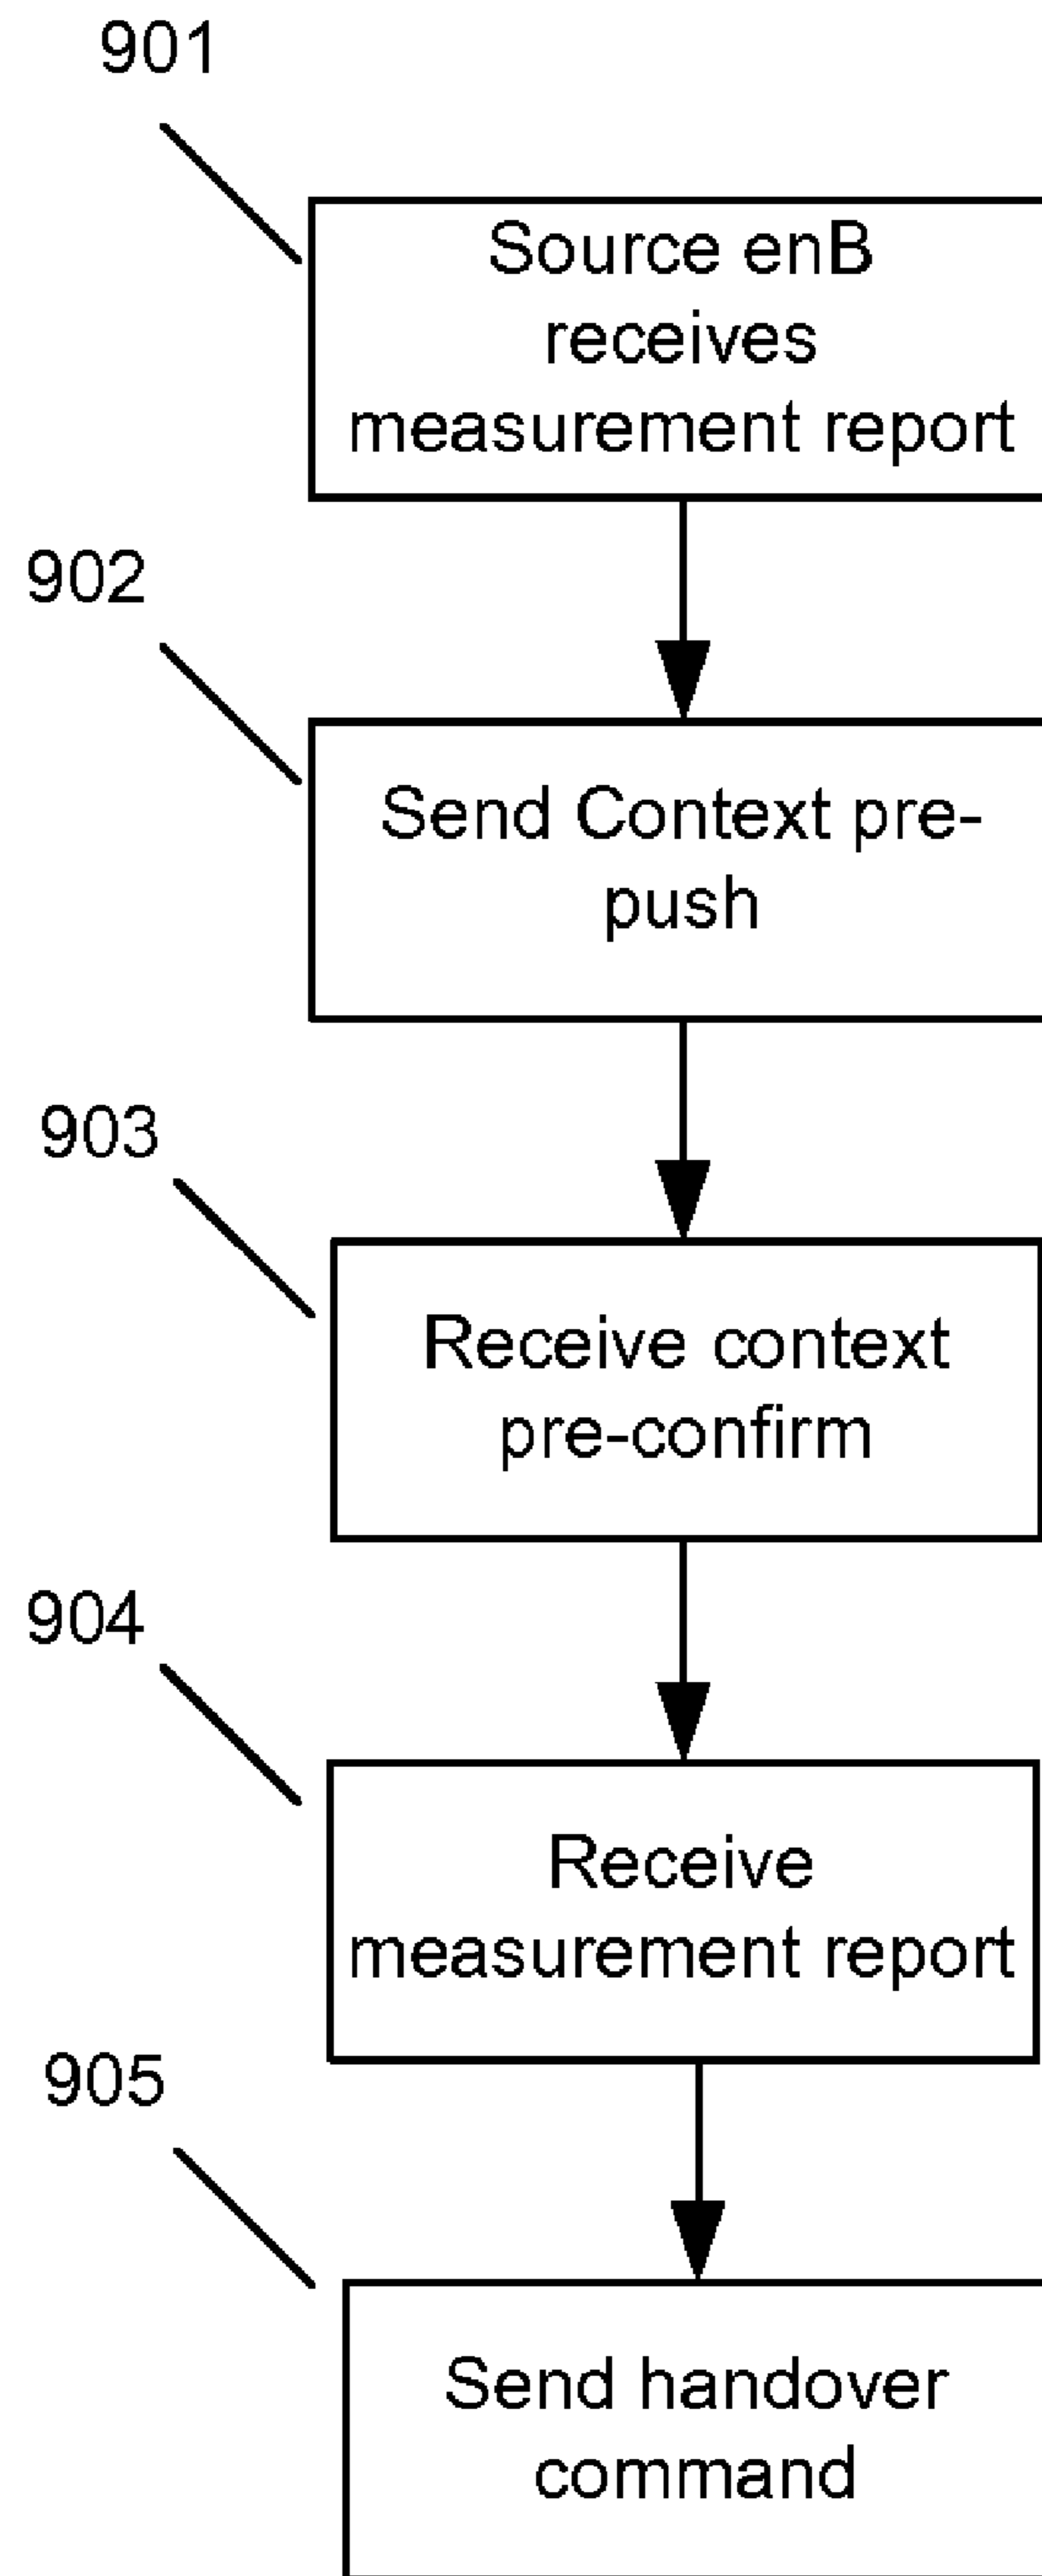 901
Source enB
receives
measurement report
902
Send Context pre-
push
903
Receive context
pre-confirm
904
Receive
measurement report
905
Send handover
command